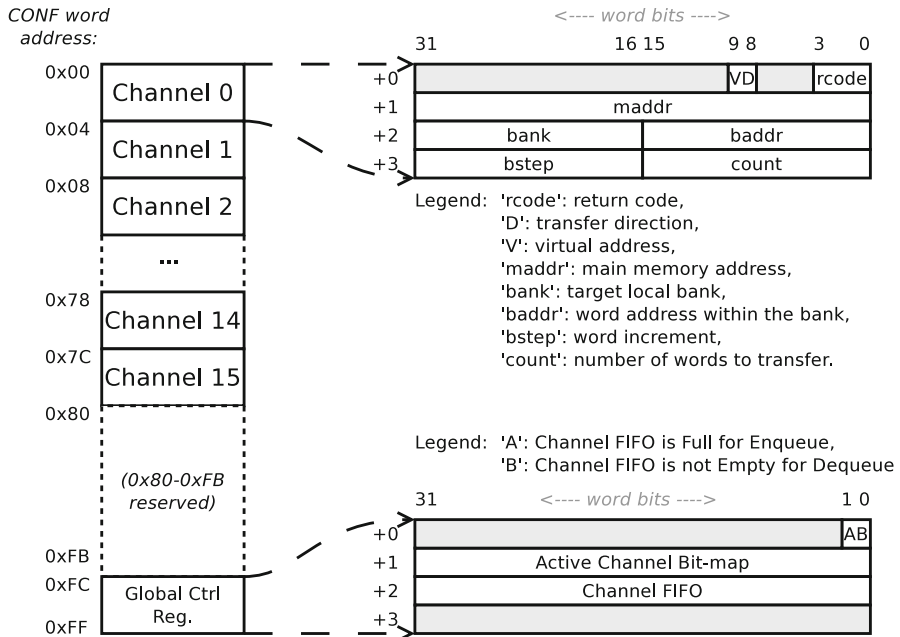 CONF word
address:
0x00
Channel 0
0x04
Channel 1
0x08
Channel 2
...
0x78
Channel 14
0x7C
Channel 15
0x80
(0x80-0xFB
reserved)
0xFB
0xFC
Global Ctrl
Reg.
0xFF
<---- word bits ---->
31 16 15 9 8 3 0
+0 VD rcode
+1 maddr
+2 bank baddr
+3 bstep count
Legend: 'rcode': return code,
'D': transfer direction,
'V': virtual address,
'maddr': main memory address,
'bank': target local bank,
'baddr': word address within the bank,
'bstep': word increment,
'count': number of words to transfer.
Legend: 'A': Channel FIFO is Full for Enqueue,
'B': Channel FIFO is not Empty for Dequeue
31 <---- word bits ----> 1 0
+0 AB
+1 Active Channel Bit-map
+2 Channel FIFO
+3